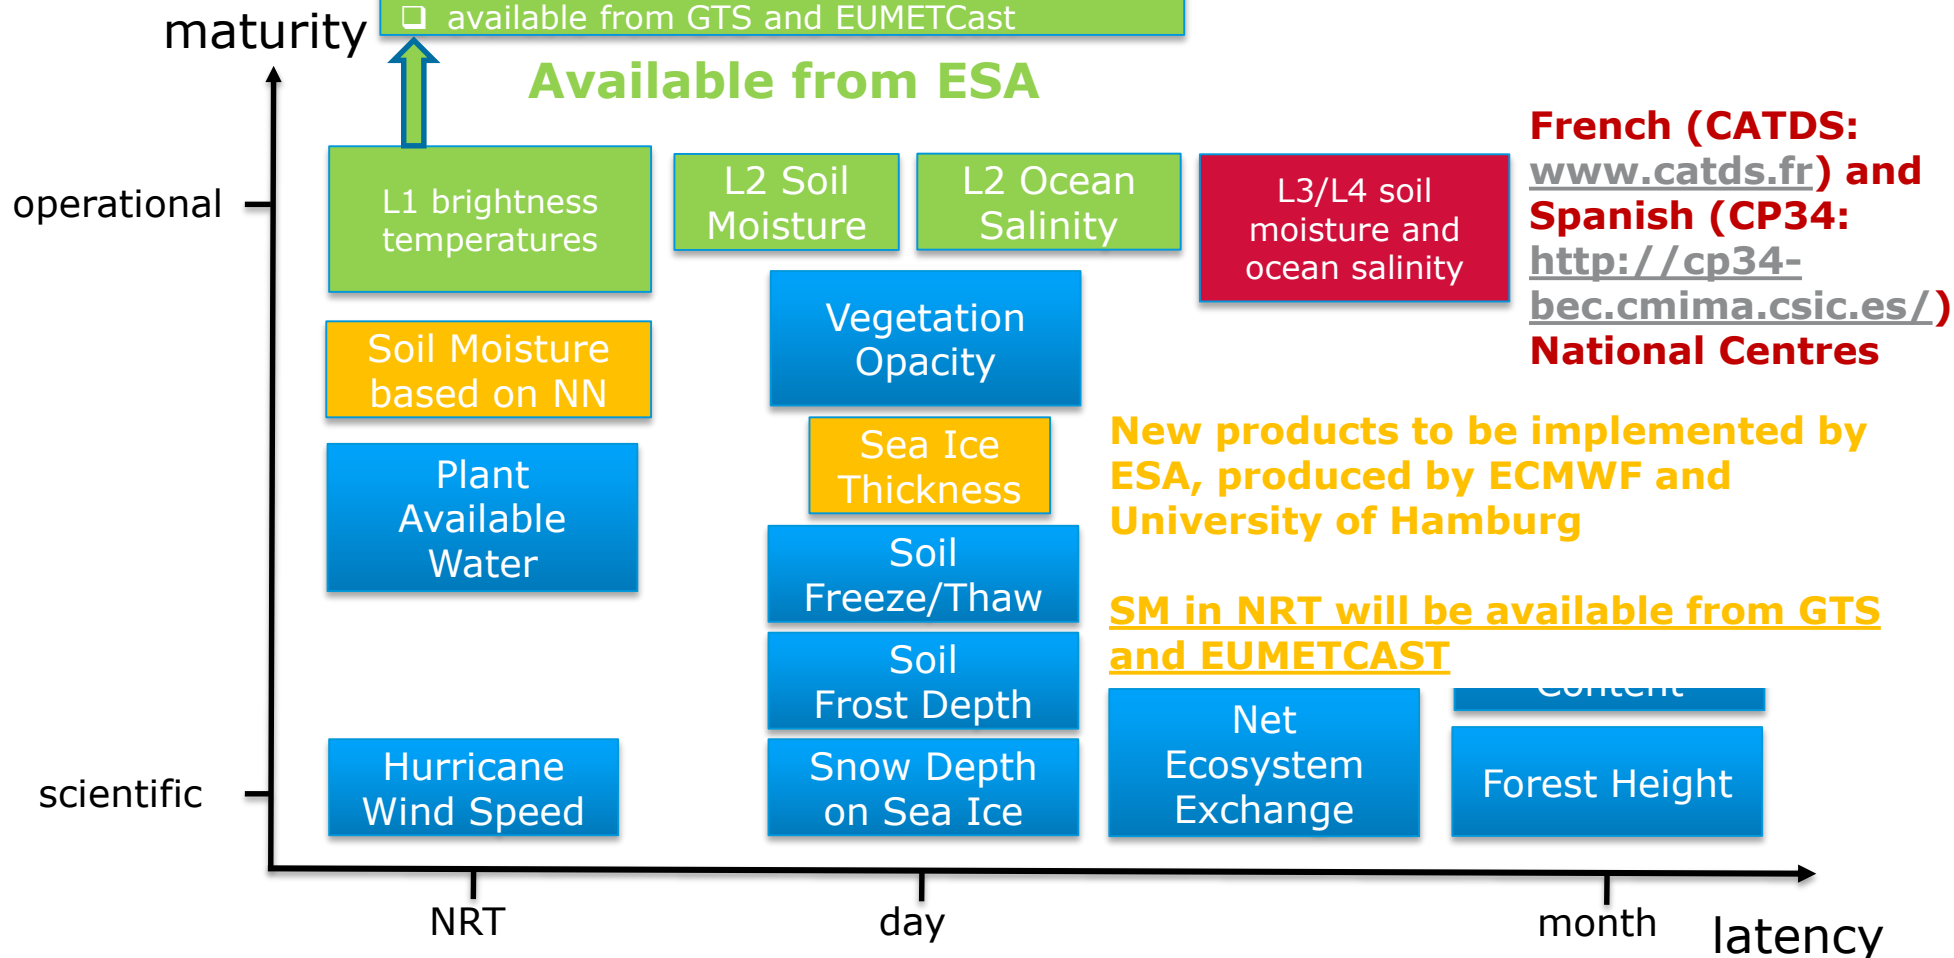 ❑ available from GTS and EUMETCast
maturity
Available from ESA
operational
L1 brightness
temperatures
L2 Soil
Moisture
L2 Ocean
Salinity
L3/L4 soil
moisture and
ocean salinity
French (CATDS:
www.catds.fr) and
Spanish (CP34:
http://cp34-
bec.cmima.csic.es/)
National Centres
Soil Moisture
based on NN
Vegetation
Opacity
Plant
Available
Water
Sea Ice
Thickness
New products to be implemented by
ESA, produced by ECMWF and
University of Hamburg
Soil
Freeze/Thaw
SM in NRT will be available from GTS
and EUMETCAST
Soil
Frost Depth
Content
Net
Ecosystem
Exchange
Forest Height
scientific
Hurricane
Wind Speed
Snow Depth
on Sea Ice
NRT
day
month
latency